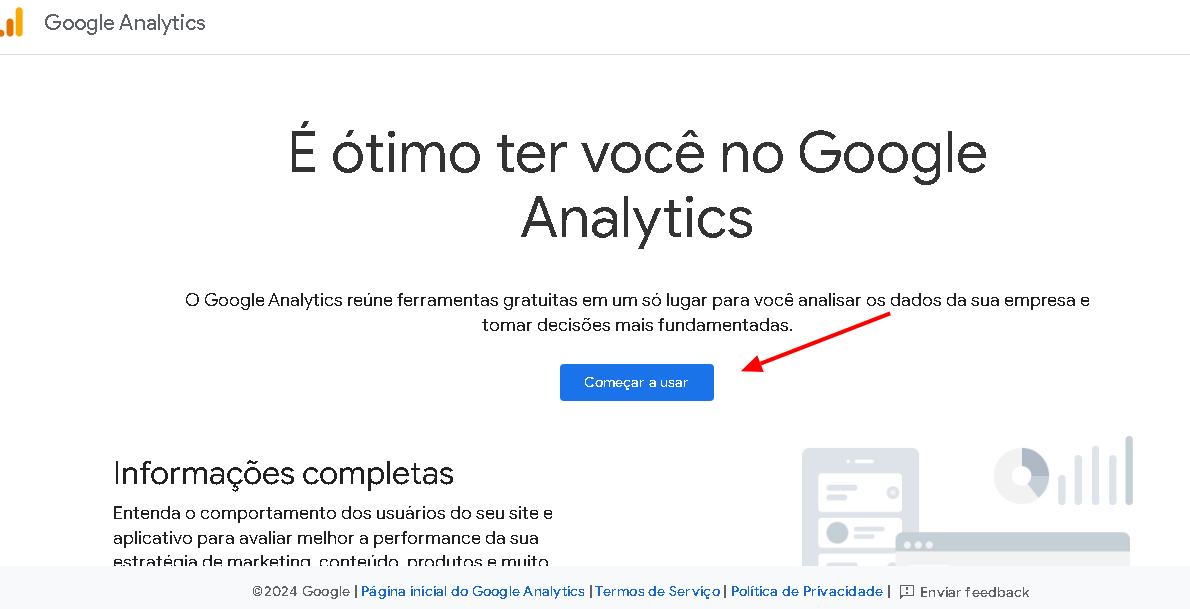 Google Analytics
É ótimo ter você no Google
Analytics
O Google Analytics reúne ferramentas gratuitas em um só lugar para você analisar os dados da sua empresa e
tomar decisões mais fundamentadas.
Começar a usar
Informações completas
Entenda o comportamento dos usuários do seu site e
aplicativo para avaliar melhor a performance da sua
estratégia de marketing, conteúdo, produtos e muito
©2024 Google | Página inicial do Google Analytics | Termos de Serviço | Política de Privacidade | Enviar feedback